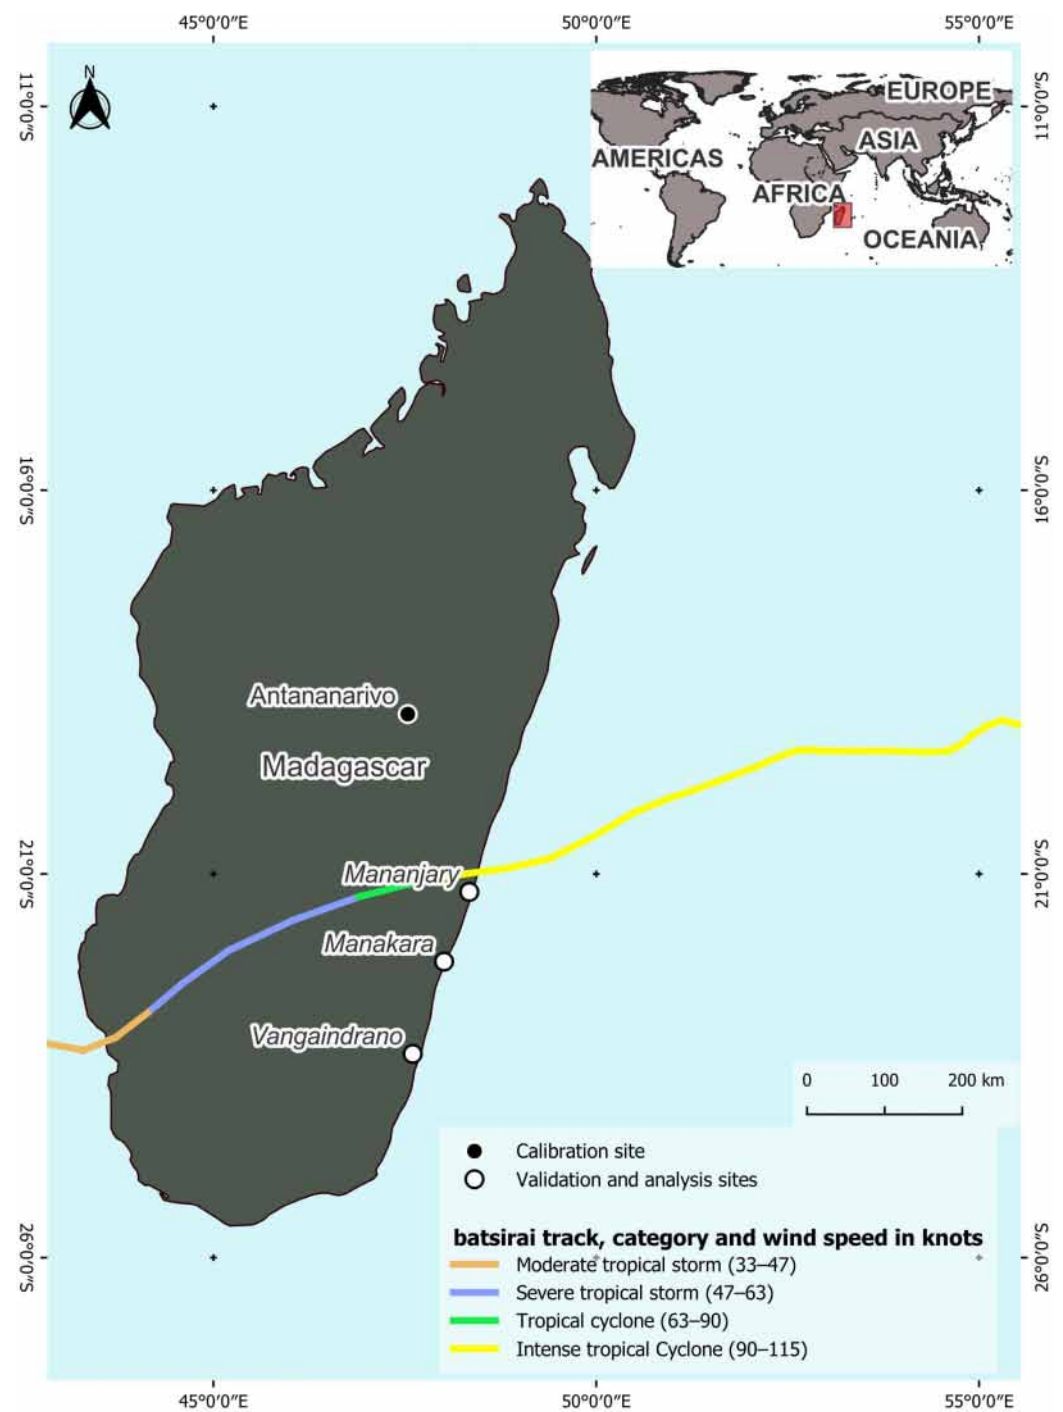 45°0′0″E 50°0′0″E 55°0′0″E
N
11°0′0″S
11°0′0″S
EUROPE
ASIA
AMERICAS
AFRICA
OCEANIA
16°0′0″S
16°0′0″S
Antananarivo
Madagascar
21°0′0″S
21°0′0″S
Mananjary
Manakara
Vangaindrano
0 100 200 km
Calibration site
Validation and analysis sites
batsirai track, category and wind speed in knots
Moderate tropical storm (33–47)
Severe tropical storm (47–63)
Tropical cyclone (63–90)
Intense tropical Cyclone (90–115)
26°0′0″S
26°0′0″S
45°0′0″E 50°0′0″E 55°0′0″E